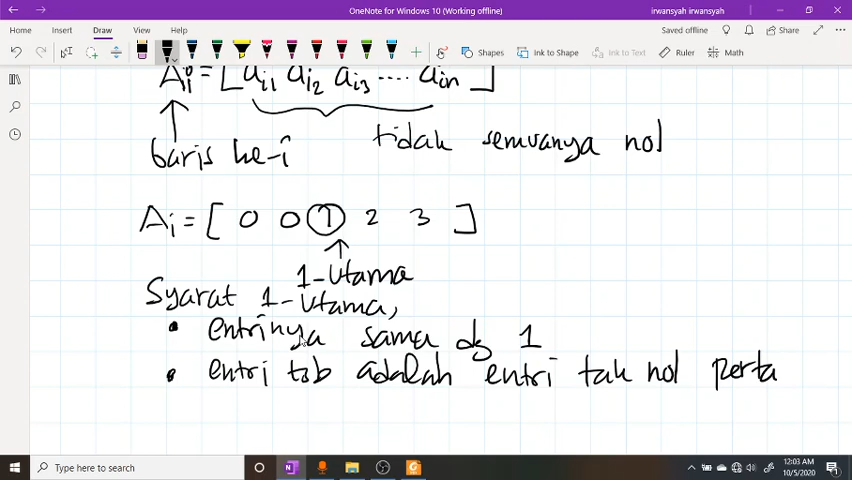 OneNote for Windows 10 (Working offline)
irwansyah irwansyah
Home Insert Draw View Help
Saved offline Share
Shapes Ink to Shape Ink to Text Ruler Math
Ai = [ ai1 ai2 ai3 .... ain ]
baris ke-i
tidak semuanya nol
Ai = [ 0 0 1 2 3 ]
1-Utama
Syarat 1-Utama,
• entrinya sama dg 1
• entri tsb adalah entri tak nol perta
Type here to search
12:03 AM
10/5/2020